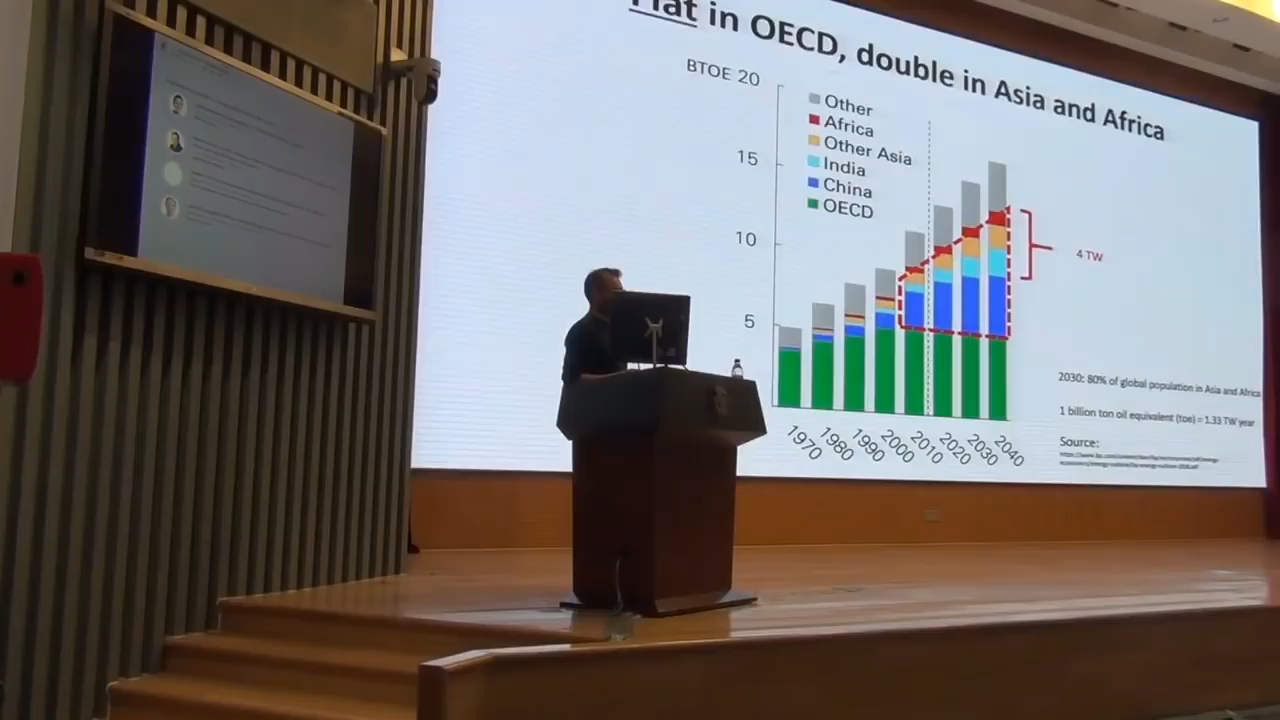 Flat in OECD, double in Asia and Africa
BTOE 20
15
10
5
Other
Africa
Other Asia
India
China
OECD
4 TW
1970
1980
1990
2000
2010
2020
2030
2040
2030: 80% of global population in Asia and Africa
1 billion ton oil equivalent (toe) = 1.33 TW year
Source: